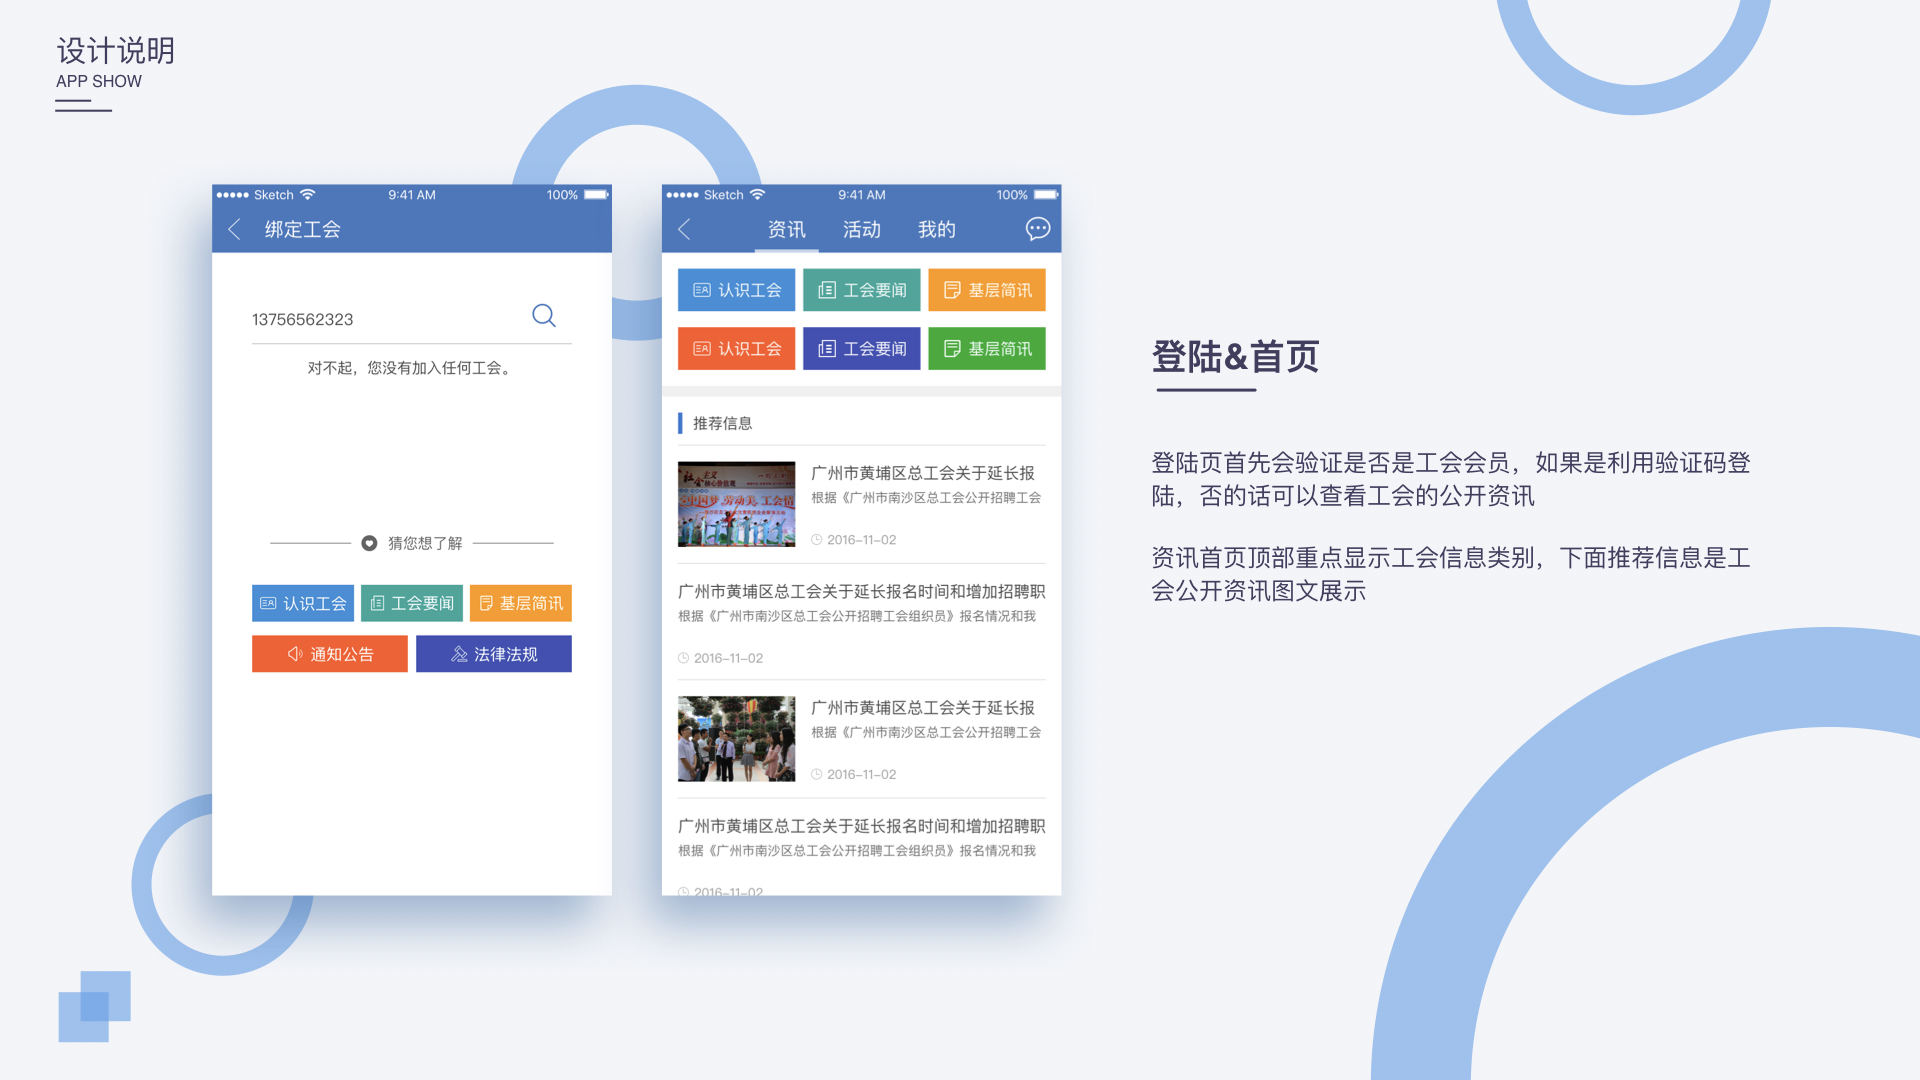 设计说明
APP SHOW
Sketch 9:41 AM 100%
绑定工会
13756562323
对不起，您没有加入任何工会。
猜您想了解
认识工会 工会要闻 基层简讯
通知公告 法律法规
Sketch 9:41 AM 100%
资讯 活动 我的
认识工会 工会要闻 基层简讯
认识工会 工会要闻 基层简讯
推荐信息
广州市黄埔区总工会关于延长报
根据《广州市南沙区总工会公开招聘工会
2016-11-02
广州市黄埔区总工会关于延长报名时间和增加招聘职
根据《广州市南沙区总工会公开招聘工会组织员》报名情况和我
2016-11-02
广州市黄埔区总工会关于延长报
根据《广州市南沙区总工会公开招聘工会
2016-11-02
广州市黄埔区总工会关于延长报名时间和增加招聘职
根据《广州市南沙区总工会公开招聘工会组织员》报名情况和我
2016-11-02
登陆&首页
登陆页首先会验证是否是工会会员，如果是利用验证码登
陆，否的话可以查看工会的公开资讯
资讯首页顶部重点显示工会信息类别，下面推荐信息是工
会公开资讯图文展示